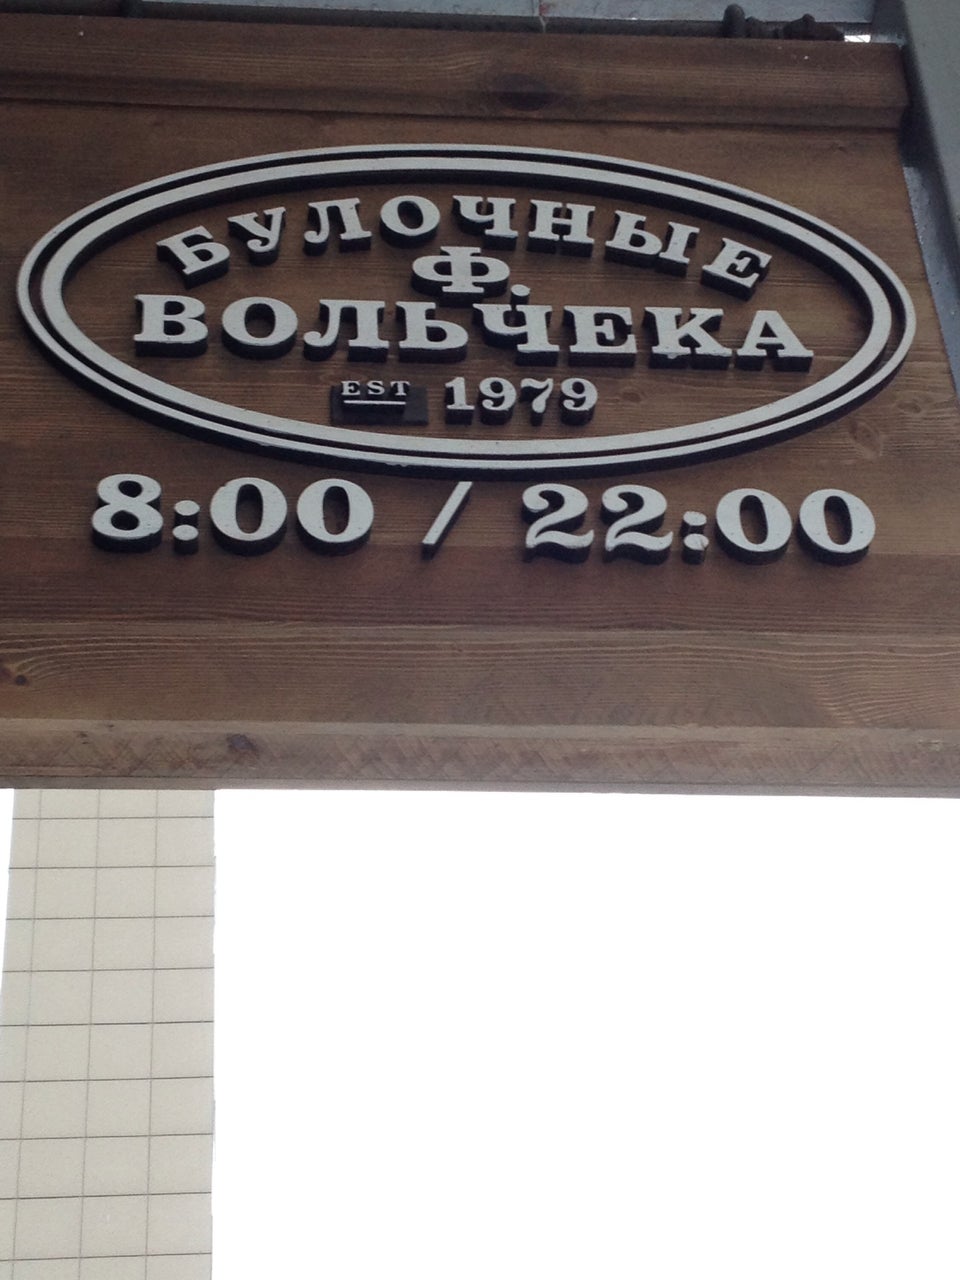 БУЛОЧНЫЕ
Ф.
ВОЛЬЧЕКА
EST 1979
8:00 / 22:00